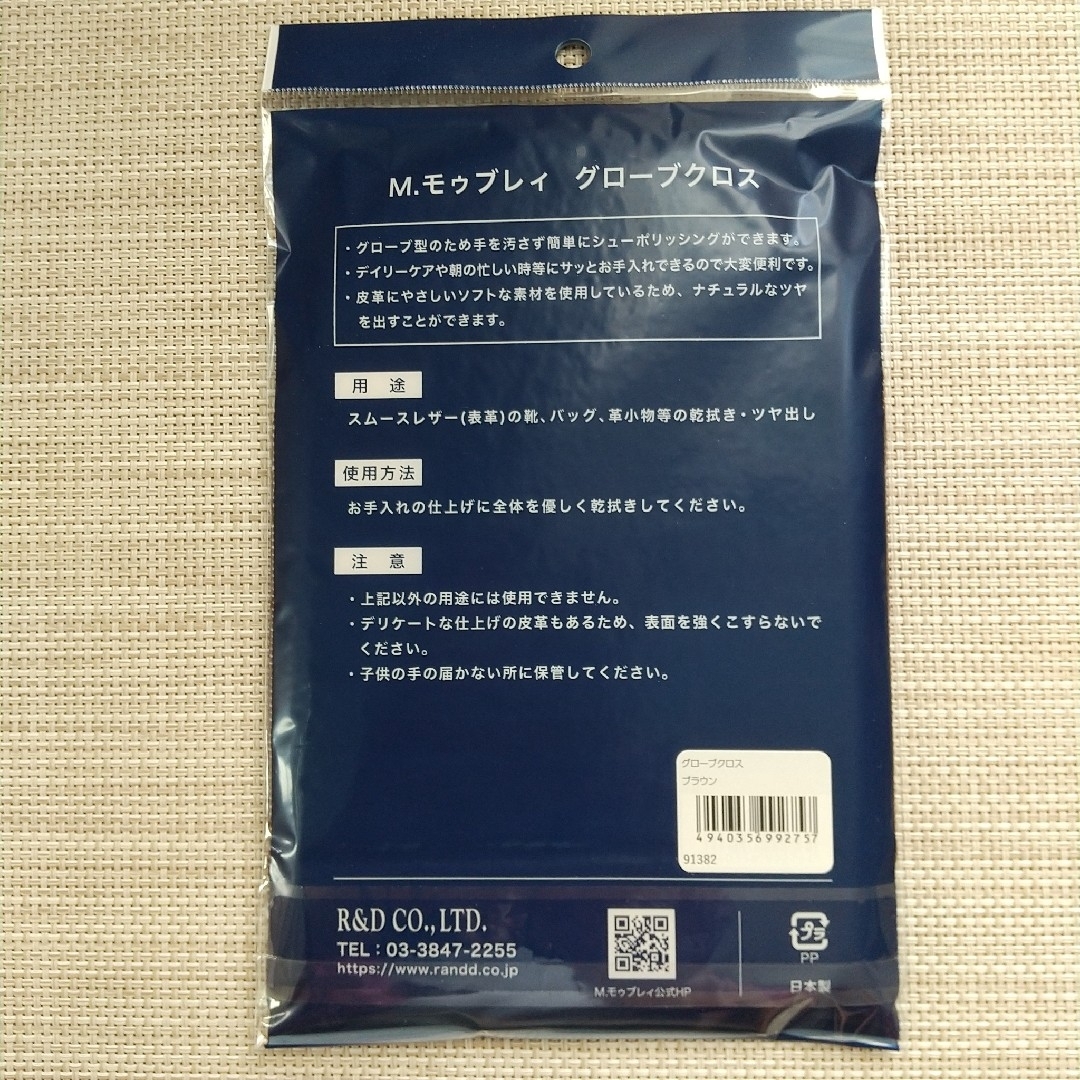 M.モゥブレィ グローブクロス
・グローブ型のため手を汚さず簡単にシューポリッシングができます。
・デイリーケアや朝の忙しい時等にサッとお手入れできるので大変便利です。
・皮革にやさしいソフトな素材を使用しているため、ナチュラルなツヤ
を出すことができます。
用 途
スムースレザー(表革)の靴、バッグ、革小物等の乾拭き・ツヤ出し
使用方法
お手入れの仕上げに全体を優しく乾拭きしてください。
注 意
・上記以外の用途には使用できません。
・デリケートな仕上げの皮革もあるため、表面を強くこすらないで
ください。
・子供の手の届かない所に保管してください。
グローブクロス
ブラウン
4940356992757
91382
R&D CO.,LTD.
TEL：03-3847-2255
https://www.randd.co.jp
M.モゥブレィ公式HP
プラ
PP
日本製